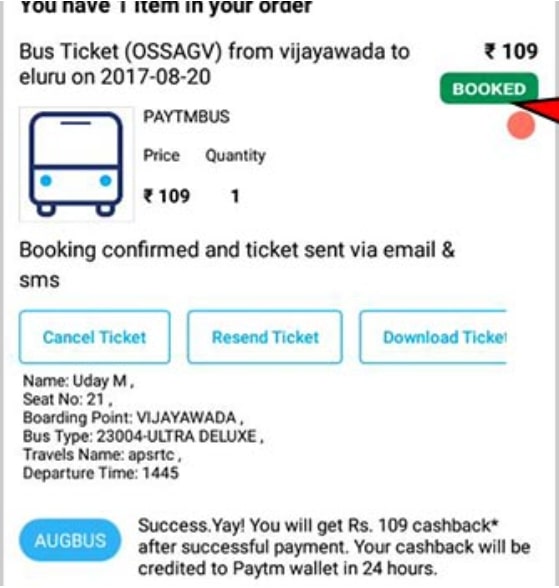 You have 1 item in your order
Bus Ticket (OSSAGV) from vijayawada to
eluru on 2017-08-20
₹ 109
BOOKED
PAYTMBUS
Price Quantity
₹ 109 1
Booking confirmed and ticket sent via email &
sms
Cancel Ticket Resend Ticket Download Ticket
Name: Uday M ,
Seat No: 21 ,
Boarding Point: VIJAYAWADA ,
Bus Type: 23004-ULTRA DELUXE ,
Travels Name: apsrtc ,
Departure Time: 1445
AUGBUS
Success.Yay! You will get Rs. 109 cashback*
after successful payment. Your cashback will be
credited to Paytm wallet in 24 hours.